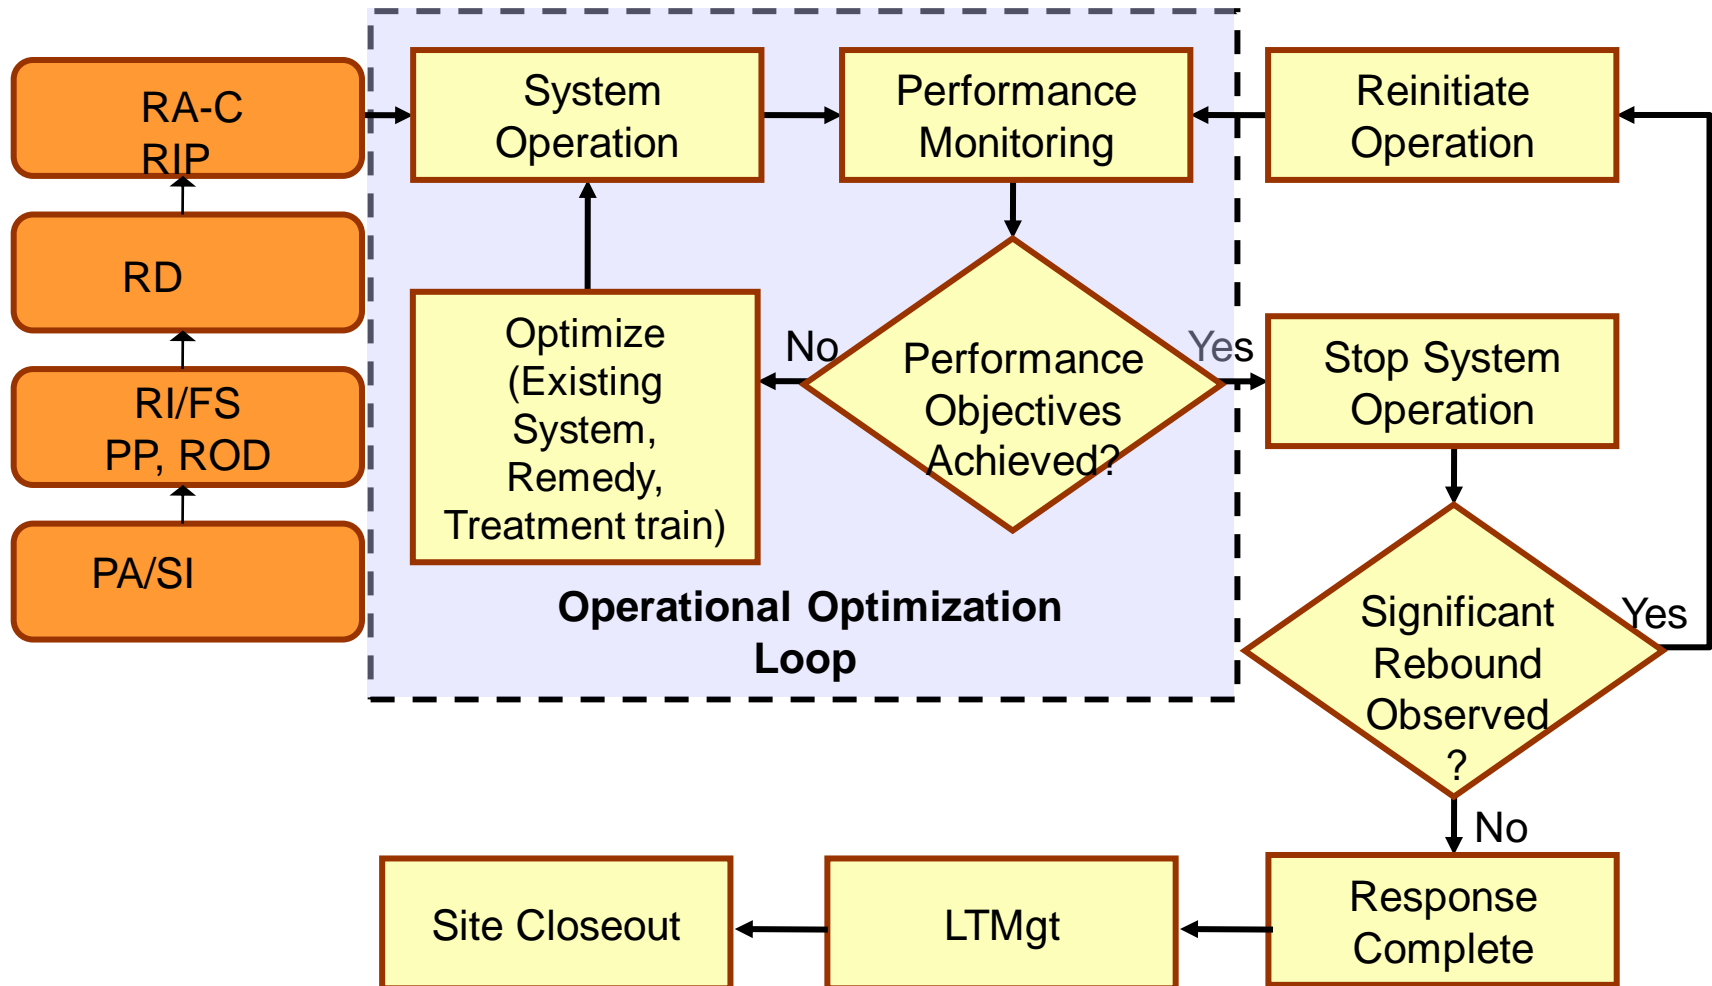 RA-C
RIP
RD
RI/FS
PP, ROD
PA/SI
System
Operation
Performance
Monitoring
Reinitiate
Operation
Optimize
(Existing
System,
Remedy,
Treatment train)
No
Performance
Objectives
Achieved?
Yes
Stop System
Operation
Operational Optimization
Loop
Significant
Rebound
Observed
?
Yes
No
Site Closeout
LTMgt
Response
Complete